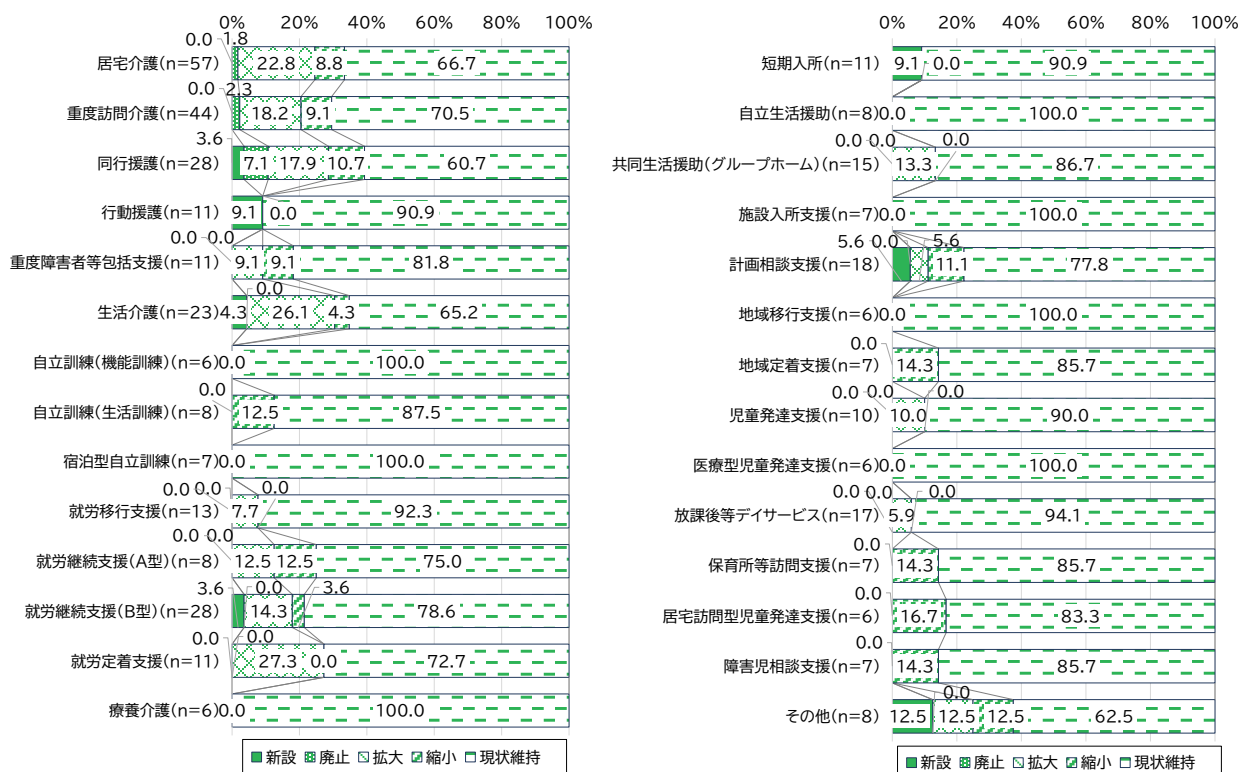 0% 20% 40% 60% 80% 100%
0.0 1.8
居宅介護(n=57) 22.8 8.8 66.7
0.0 2.3
重度訪問介護(n=44) 18.2 9.1 70.5
3.6
同行援護(n=28) 7.1 17.9 10.7 60.7
行動援護(n=11) 9.1 0.0 90.9
0.0 0.0
重度障害者等包括支援(n=11) 9.1 9.1 81.8
0.0
生活介護(n=23) 4.3 26.1 4.3 65.2
自立訓練(機能訓練)(n=6) 0.0 100.0
0.0
自立訓練(生活訓練)(n=8) 12.5 87.5
宿泊型自立訓練(n=7) 0.0 100.0
0.0 0.0 0.0
就労移行支援(n=13) 7.7 92.3
0.0 0.0
就労継続支援(A型)(n=8) 12.5 12.5 75.0
3.6 0.0 3.6
就労継続支援(B型)(n=28) 14.3 78.6
0.0 0.0
就労定着支援(n=11) 27.3 0.0 72.7
療養介護(n=6) 0.0 100.0
新設 廃止 拡大 縮小 現状維持
0% 20% 40% 60% 80% 100%
短期入所(n=11) 9.1 0.0 90.9
自立生活援助(n=8) 0.0 100.0
0.0 0.0 0.0
共同生活援助(グループホーム)(n=15) 13.3 86.7
施設入所支援(n=7) 0.0 100.0
5.6 0.0 5.6
計画相談支援(n=18) 11.1 77.8
地域移行支援(n=6) 0.0 100.0
0.0
地域定着支援(n=7) 14.3 85.7
0.0 0.0 0.0
児童発達支援(n=10) 10.0 90.0
医療型児童発達支援(n=6) 0.0 100.0
0.0 0.0 0.0
放課後等デイサービス(n=17) 5.9 94.1
0.0
保育所等訪問支援(n=7) 14.3 85.7
0.0
居宅訪問型児童発達支援(n=6) 16.7 83.3
0.0
障害児相談支援(n=7) 14.3 85.7
0.0
その他(n=8) 12.5 12.5 12.5 62.5
新設 廃止 拡大 縮小 現状維持